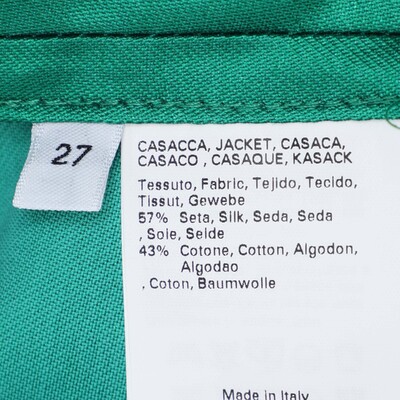 27
CASACCA, JACKET, CASACA,
CASACO , CASAQUE, KASACK
Tessuto, Fabric, Tejido, Tecido,
Tissut, Gewebe
57% Seta, Silk, Seda, Seda
, Soie, Seide
43% Cotone, Cotton, Algodon,
Algodao
, Coton, Baumwolle
Made in Italy